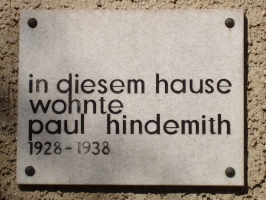 in diesem hause
wohnte
paul hindemith
1928-1938